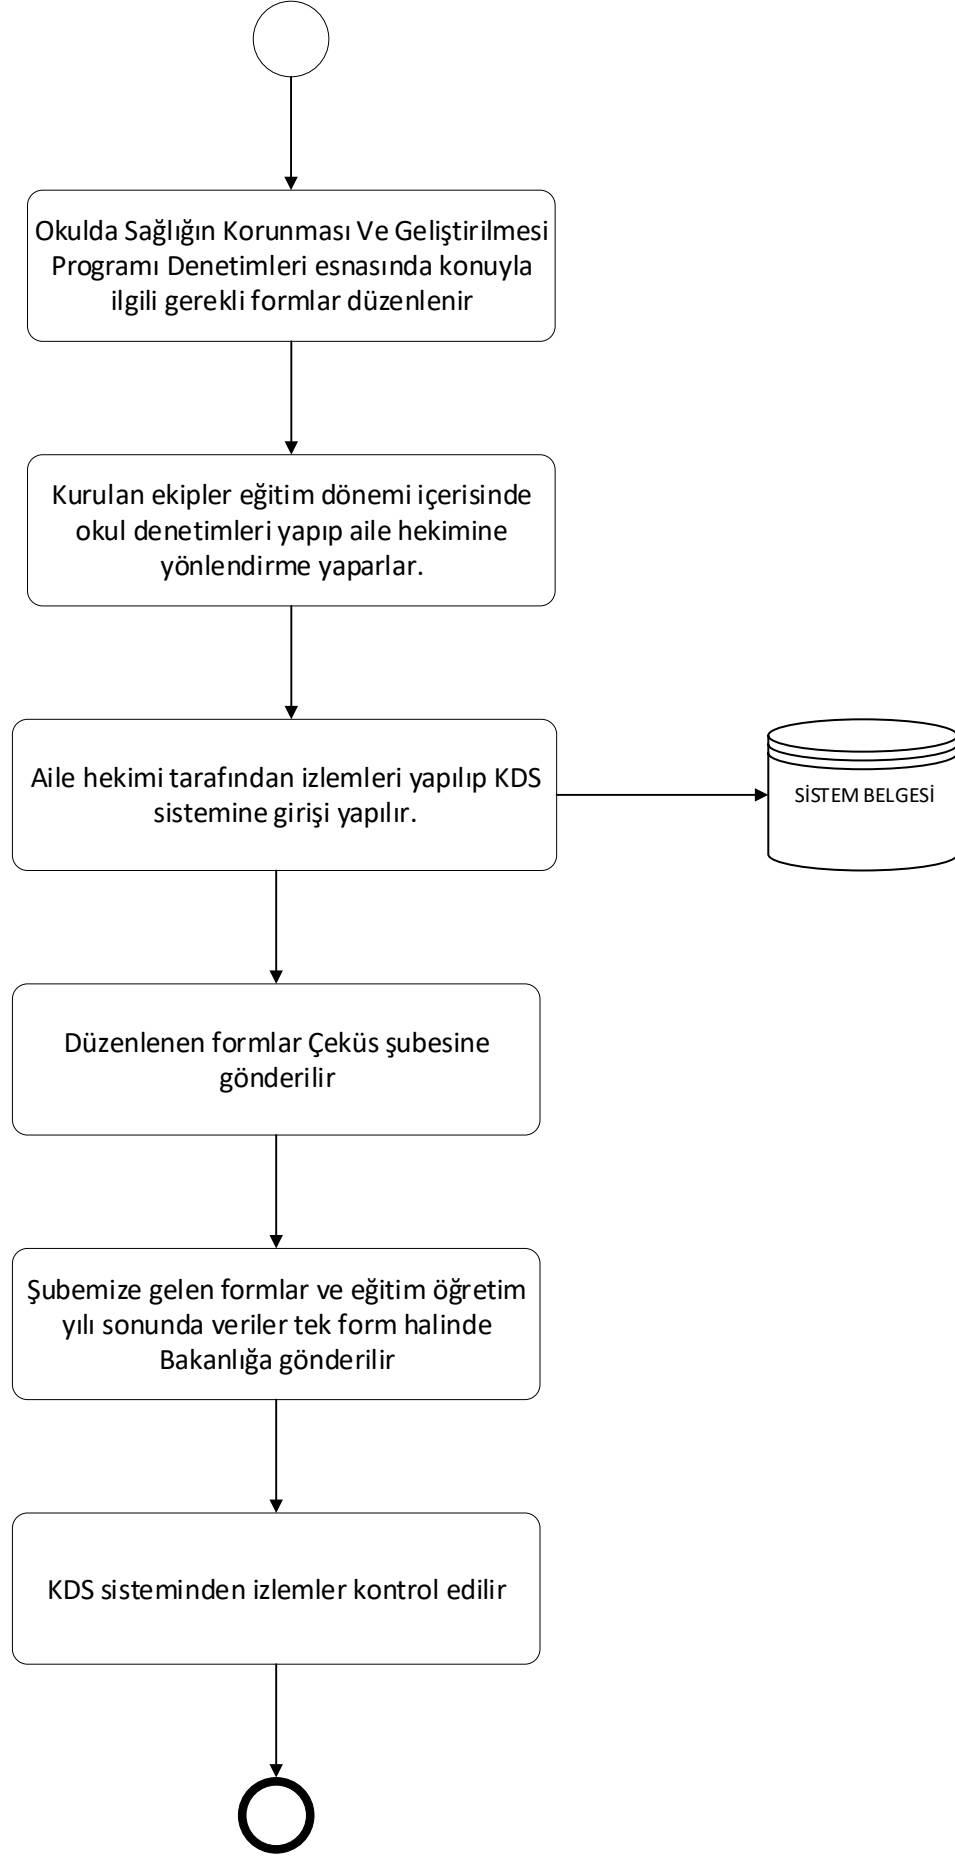 Okulda Sağlığın Korunması Ve Geliştirilmesi
Programı Denetimleri esnasında konuyla
ilgili gerekli formlar düzenlenir
Kurulan ekipler eğitim dönemi içerisinde
okul denetimleri yapıp aile hekimine
yönlendirme yaparlar.
Aile hekimi tarafından izlemleri yapılıp KDS
sistemine girişi yapılır.
SİSTEM BELGESİ
Düzenlenen formlar Çeküs şubesine
gönderilir
Şubemize gelen formlar ve eğitim öğretim
yılı sonunda veriler tek form halinde
Bakanlığa gönderilir
KDS sisteminden izlemler kontrol edilir